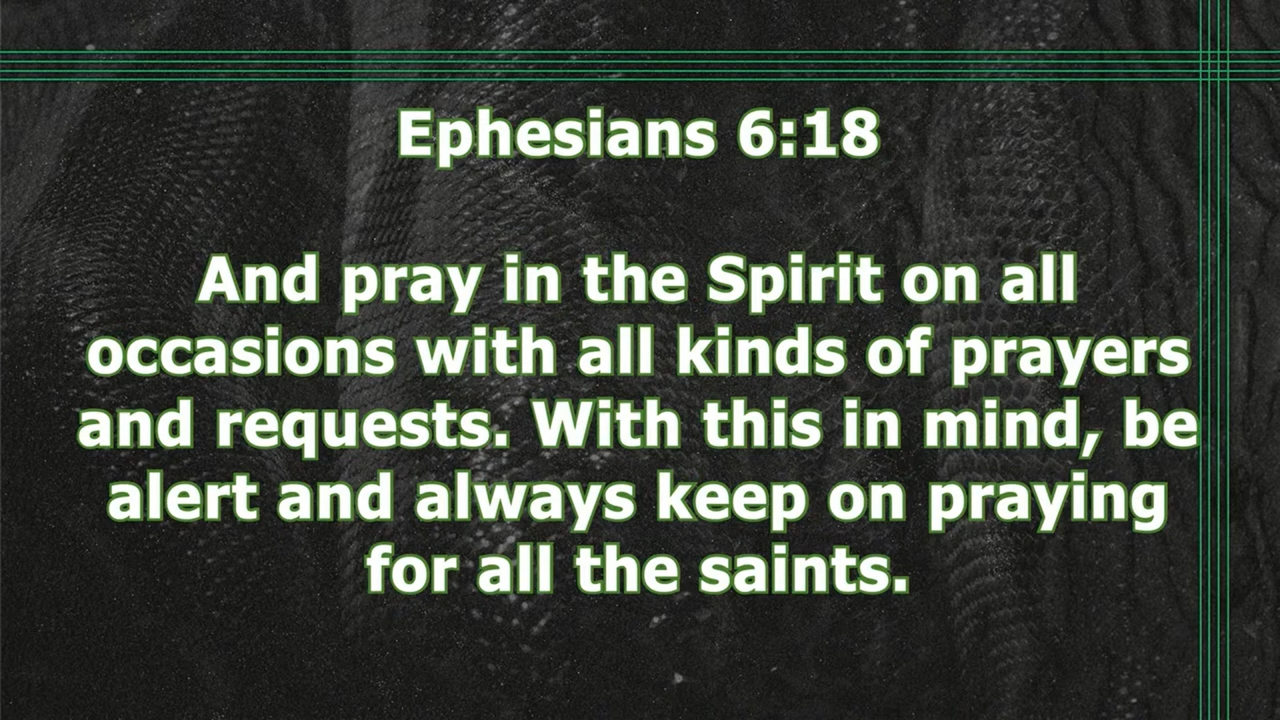 Ephesians 6:18
And pray in the Spirit on all
occasions with all kinds of prayers
and requests. With this in mind, be
alert and always keep on praying
for all the saints.